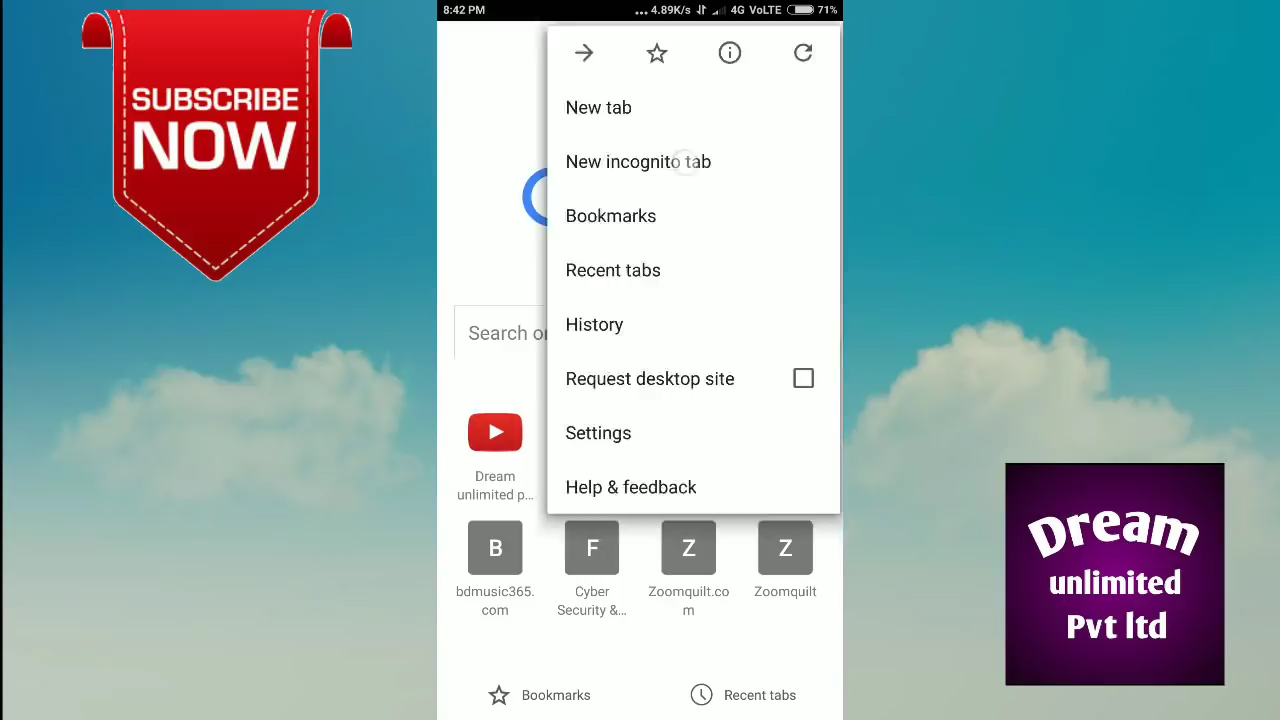 SUBSCRIBE
NOW
8:42 PM
... 4.89K/s 4G VoLTE 71%
New tab
New incognito tab
Bookmarks
Recent tabs
History
Request desktop site
Settings
Help & feedback
Search or
Dream
unlimited p...
B
F
Z
Z
bdmusic365.
com
Cyber
Security &...
Zoomquilt.co
m
Zoomquilt
Bookmarks
Recent tabs
Dream
unlimited
Pvt ltd